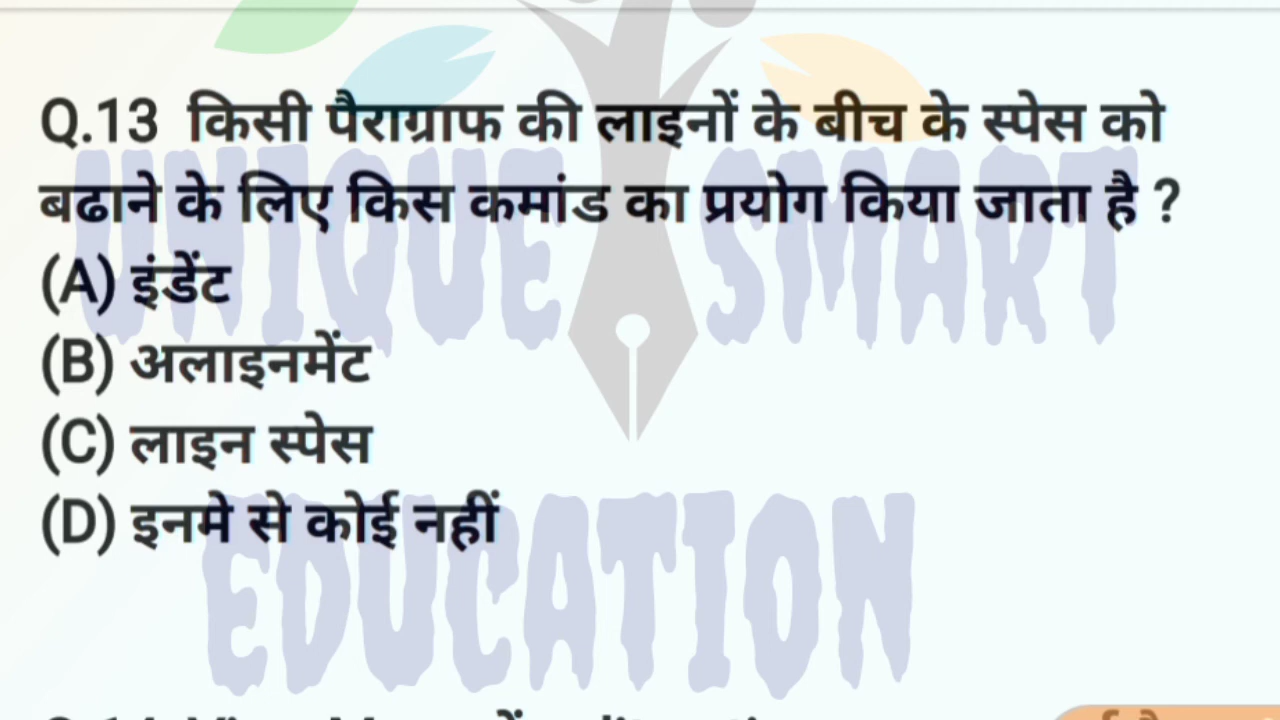 Q.13 किसी पैराग्राफ की लाइनों के बीच के स्पेस को
बढाने के लिए किस कमांड का प्रयोग किया जाता है ?
(A) इंडेंट
(B) अलाइनमेंट
(C) लाइन स्पेस
(D) इनमे से कोई नहीं
UNIQUE SMART
EDUCATION